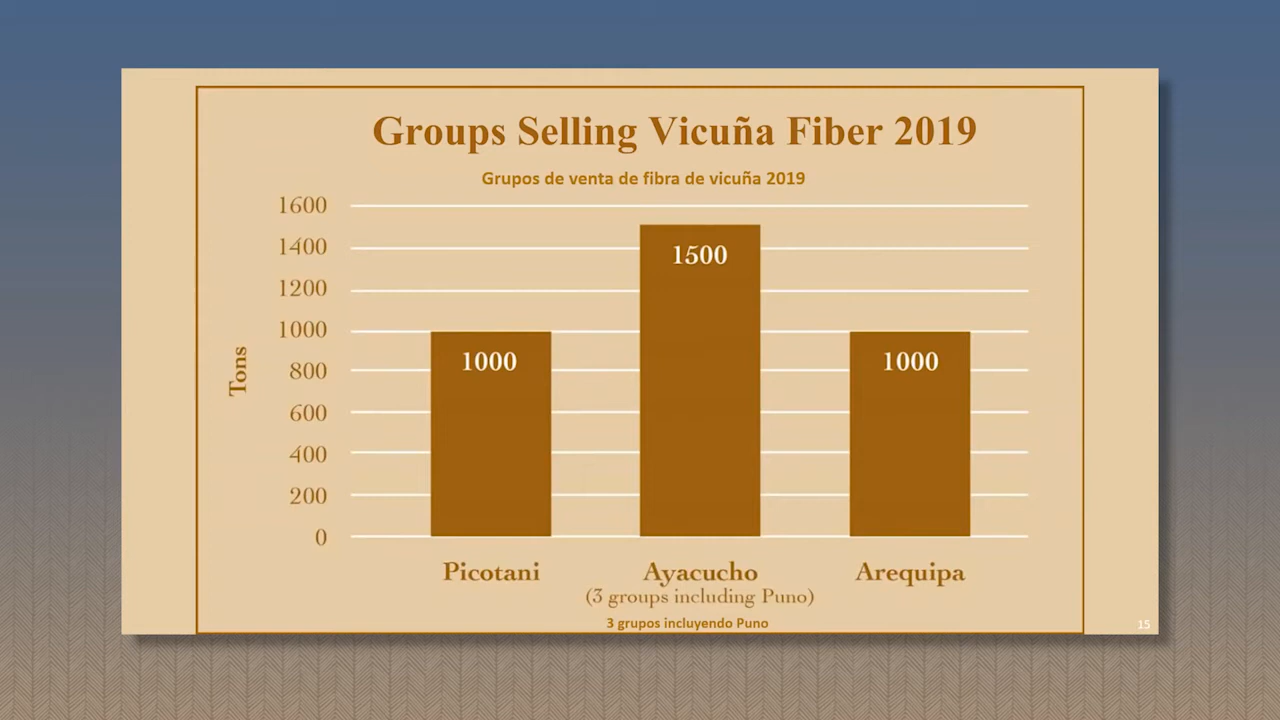 Groups Selling Vicuña Fiber 2019
Grupos de venta de fibra de vicuña 2019
1600
1400
1200
1000
800
600
400
200
0
Tons
1000
1500
1000
Picotani
Ayacucho
Arequipa
(3 groups including Puno)
3 grupos incluyendo Puno
15